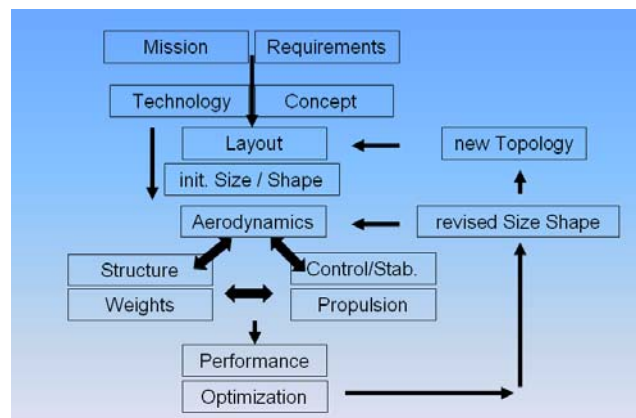 Mission Requirements
Technology Concept
Layout new Topology
init. Size / Shape
Aerodynamics revised Size Shape
Structure Control/Stab.
Weights Propulsion
Performance
Optimization